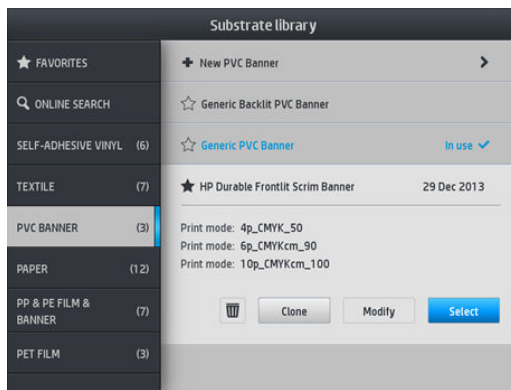 Substrate library
FAVORITES
ONLINE SEARCH
SELF-ADHESIVE VINYL (6)
TEXTILE (7)
PVC BANNER (3)
PAPER (12)
PP & PE FILM &
BANNER (7)
PET FILM (3)
New PVC Banner
Generic Backlit PVC Banner
Generic PVC Banner In use
HP Durable Frontlit Scrim Banner 29 Dec 2013
Print mode: 4p_CMYK_50
Print mode: 6p_CMYKcm_90
Print mode: 10p_CMYKcm_100
Clone Modify Select